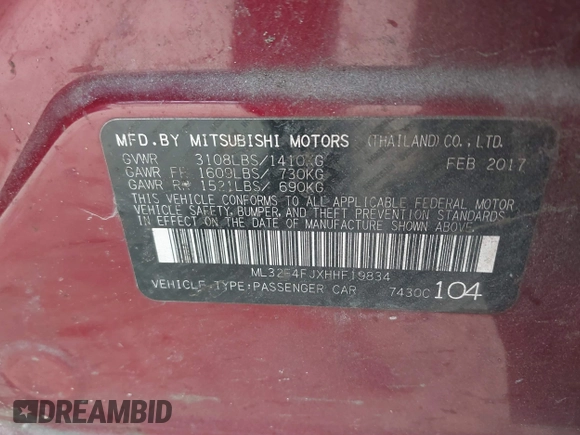 MFD.BY MITSUBISHI MOTORS (THAILAND)CO.,LTD.
GVWR 3108LBS/1410KG FEB 2017
GAWR FR 1609LBS/ 730KG
GAWR RR 1521LBS/ 690KG
THIS VEHICLE CONFORMS TO ALL APPLICABLE FEDERAL MOTOR
VEHICLE SAFETY, BUMPER, AND THEFT PREVENTION STANDARDS
IN EFFECT ON THE DATE OF MANUFACTURE SHOWN ABOVE.
ML32F4FJXHHF19834
VEHICLE TYPE:PASSENGER CAR 7430C 104
DREAMBID